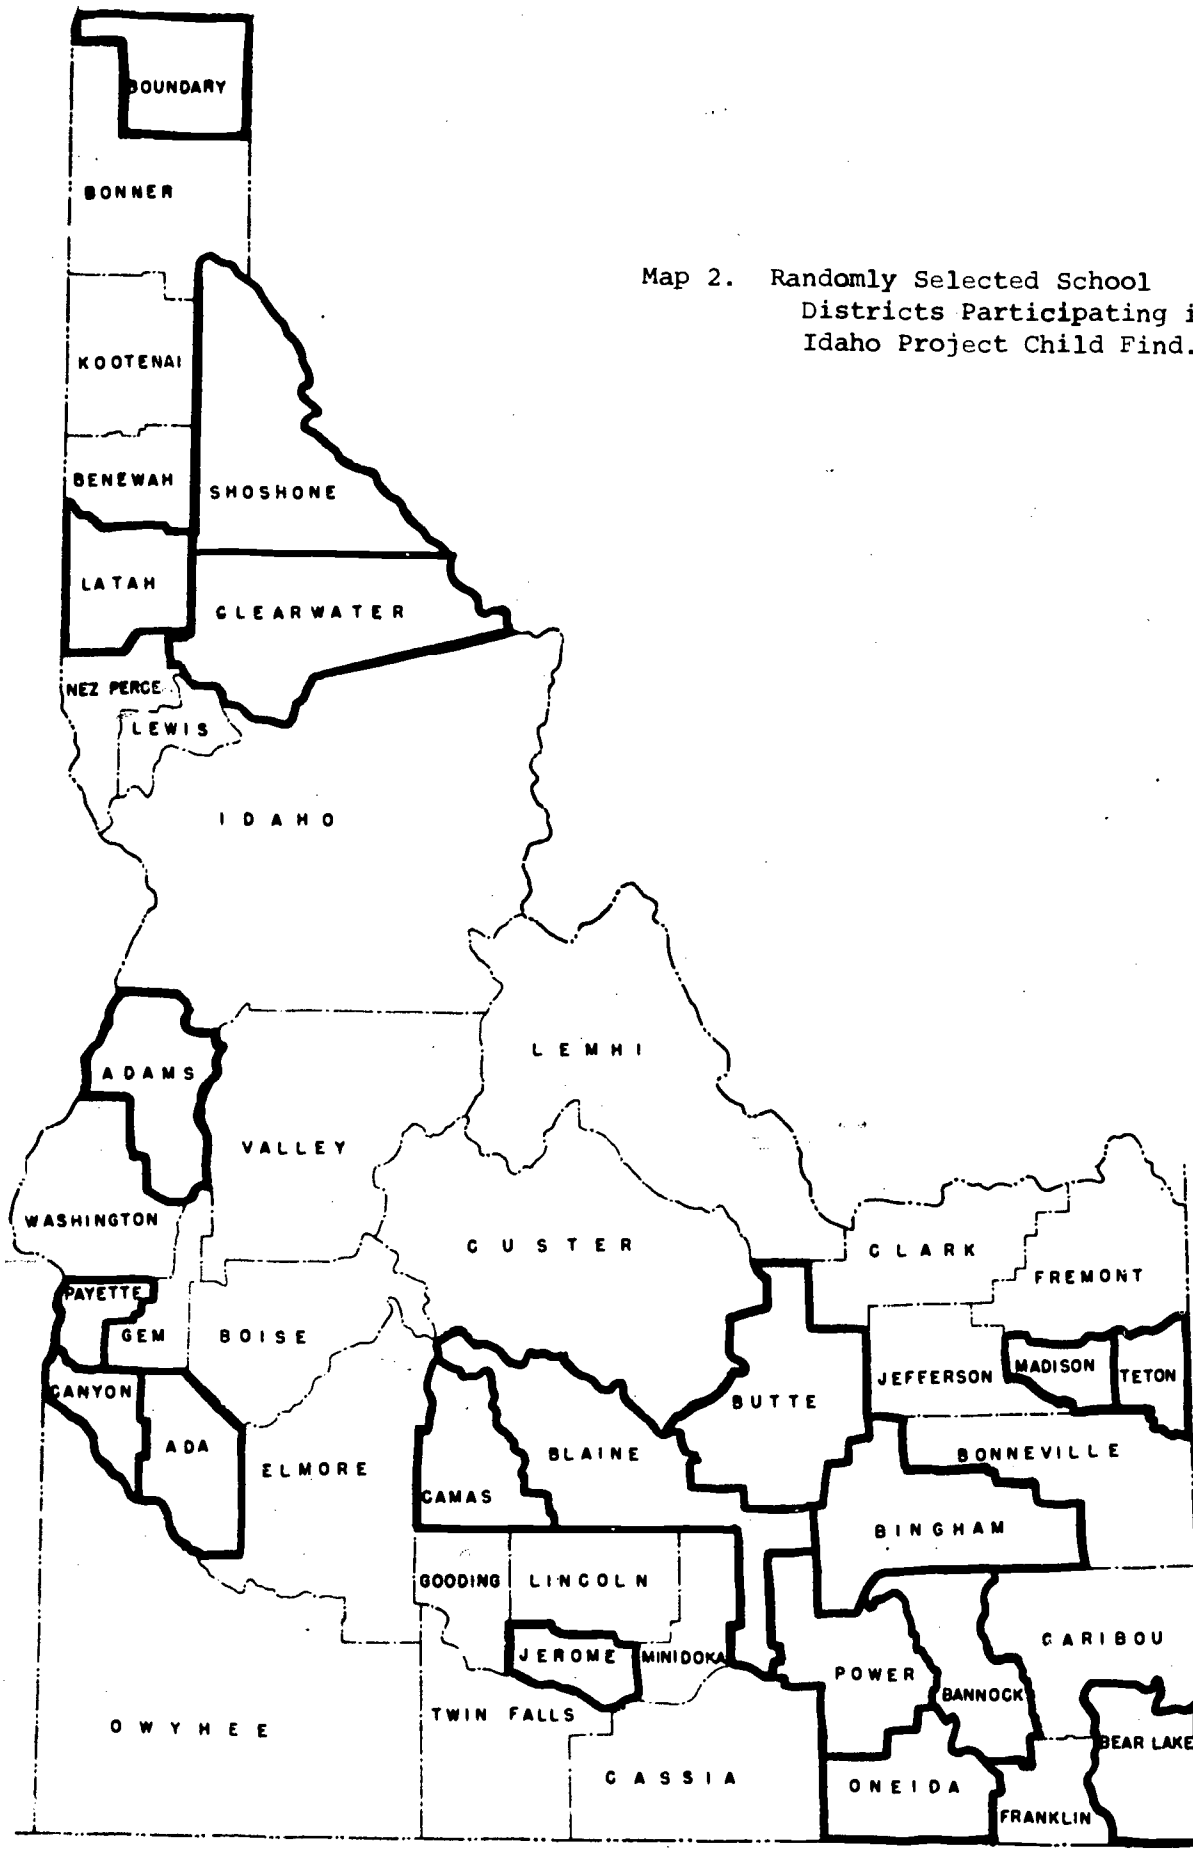 BOUNDARY
BONNER
Map 2. Randomly Selected School
Districts Participating i
Idaho Project Child Find.
KOOTENAI
BENEWAH
SHOSHONE
LATAH
CLEARWATER
NEZ PERCE
LEWIS
IDAHO
LEMHI
ADAMS
VALLEY
WASHINGTON
CUSTER
CLARK
FREMONT
PAYETTE
GEM
BOISE
JEFFERSON
MADISON
TETON
CANYON
BUTTE
ADA
ELMORE
BLAINE
BONNEVILLE
CAMAS
BINGHAM
GOODING
LINCOLN
CARIBOU
JEROME
MINIDOKA
POWER
BANNOCK
TWIN FALLS
OWYHEE
BEAR LAKE
CASSIA
ONEIDA
FRANKLIN